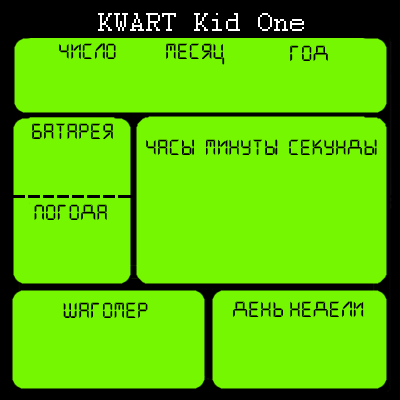 KWART Kid One
ЧИСЛО МЕСЯЦ ГОД
БАТАРЕЯ
ЧАСЫ МИНУТЫ СЕКУНДЫ
ПОГОДА
ШАГОМЕР
ДЕНЬ НЕДЕЛИ